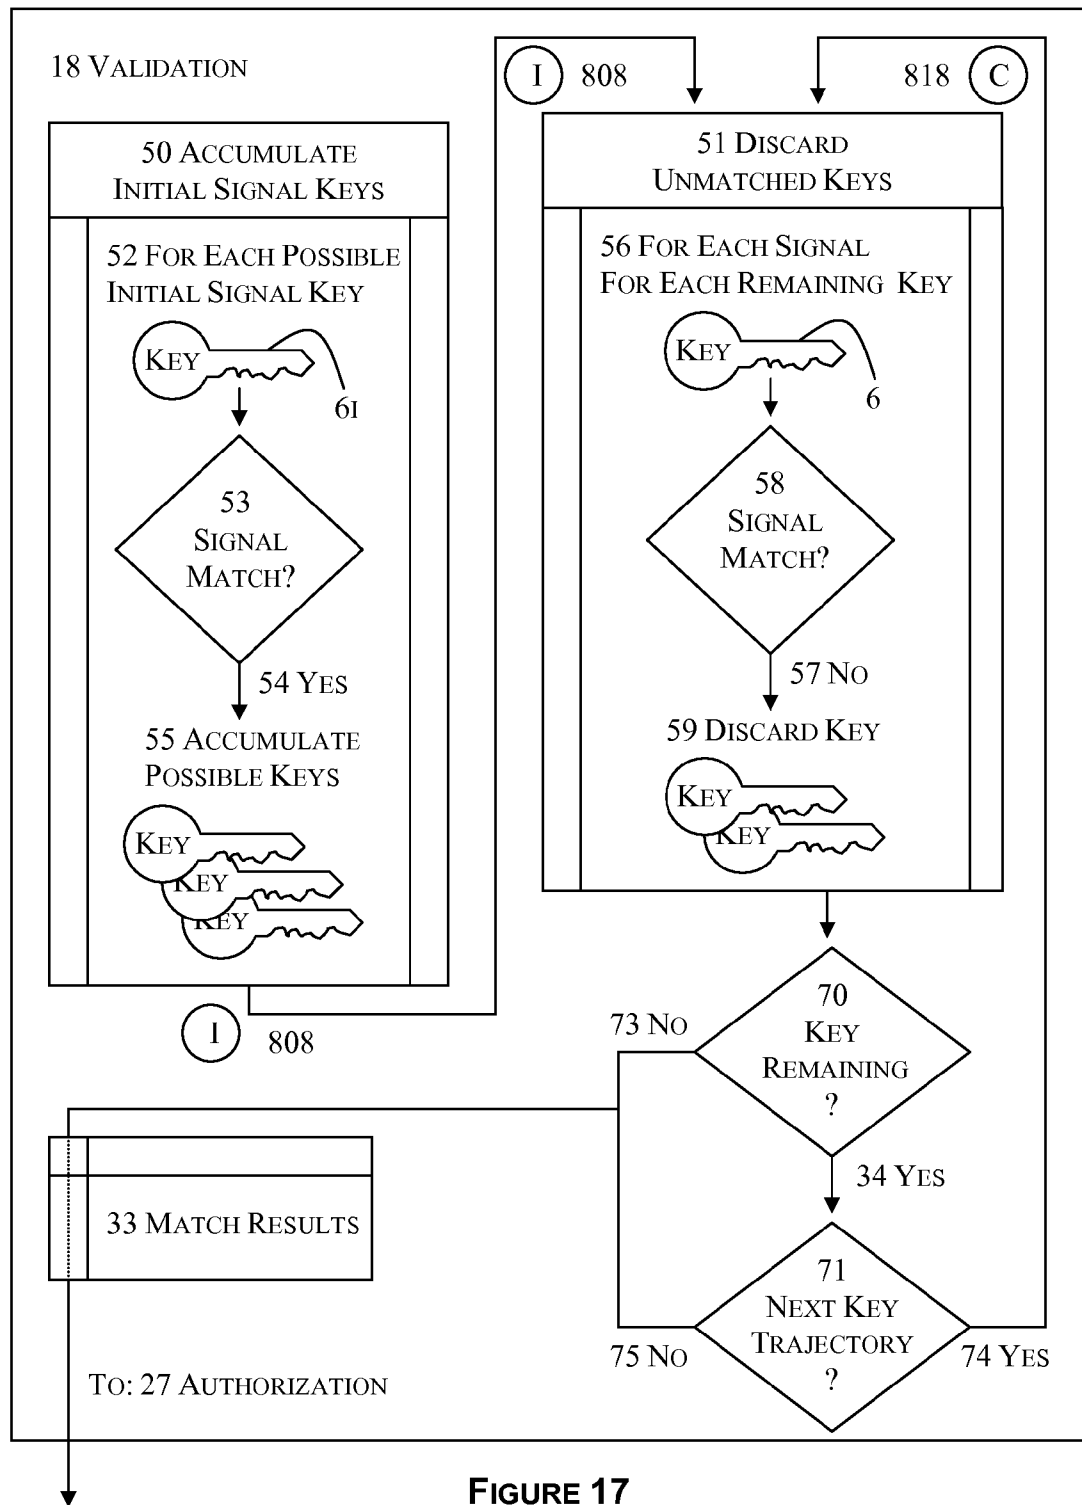 18 VALIDATION
50 ACCUMULATE
INITIAL SIGNAL KEYS
52 FOR EACH POSSIBLE
INITIAL SIGNAL KEY
KEY
6I
53
SIGNAL
MATCH?
54 YES
55 ACCUMULATE
POSSIBLE KEYS
KEY
KEY
KEY
I 808
I 808
818 C
51 DISCARD
UNMATCHED KEYS
56 FOR EACH SIGNAL
FOR EACH REMAINING KEY
KEY
6
58
SIGNAL
MATCH?
57 NO
59 DISCARD KEY
KEY
KEY
70
KEY
REMAINING
?
73 NO
34 YES
71
NEXT KEY
TRAJECTORY
?
75 NO
74 YES
33 MATCH RESULTS
TO: 27 AUTHORIZATION
FIGURE 17